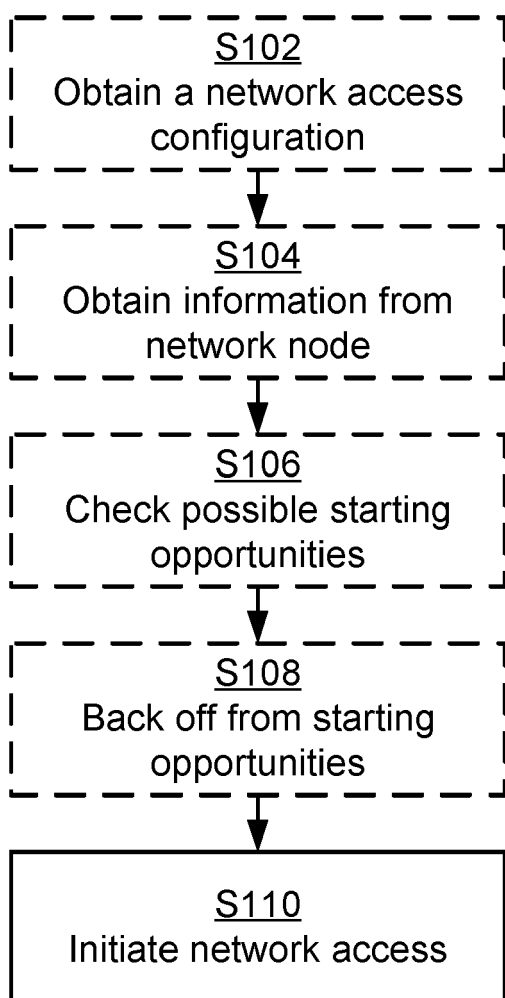 S102
Obtain a network access
configuration
S104
Obtain information from
network node
S106
Check possible starting
opportunities
S108
Back off from starting
opportunities
S110
Initiate network access